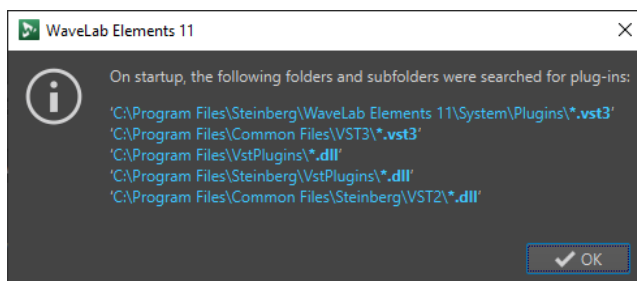 WaveLab Elements 11
On startup, the following folders and subfolders were searched for plug-ins:
'C:\Program Files\Steinberg\WaveLab Elements 11\System\Plugins\*.vst3'
'C:\Program Files\Common Files\VST3\*.vst3'
'C:\Program Files\VstPlugins\*.dll'
'C:\Program Files\Steinberg\VstPlugins\*.dll'
'C:\Program Files\Common Files\Steinberg\VST2\*.dll'
OK